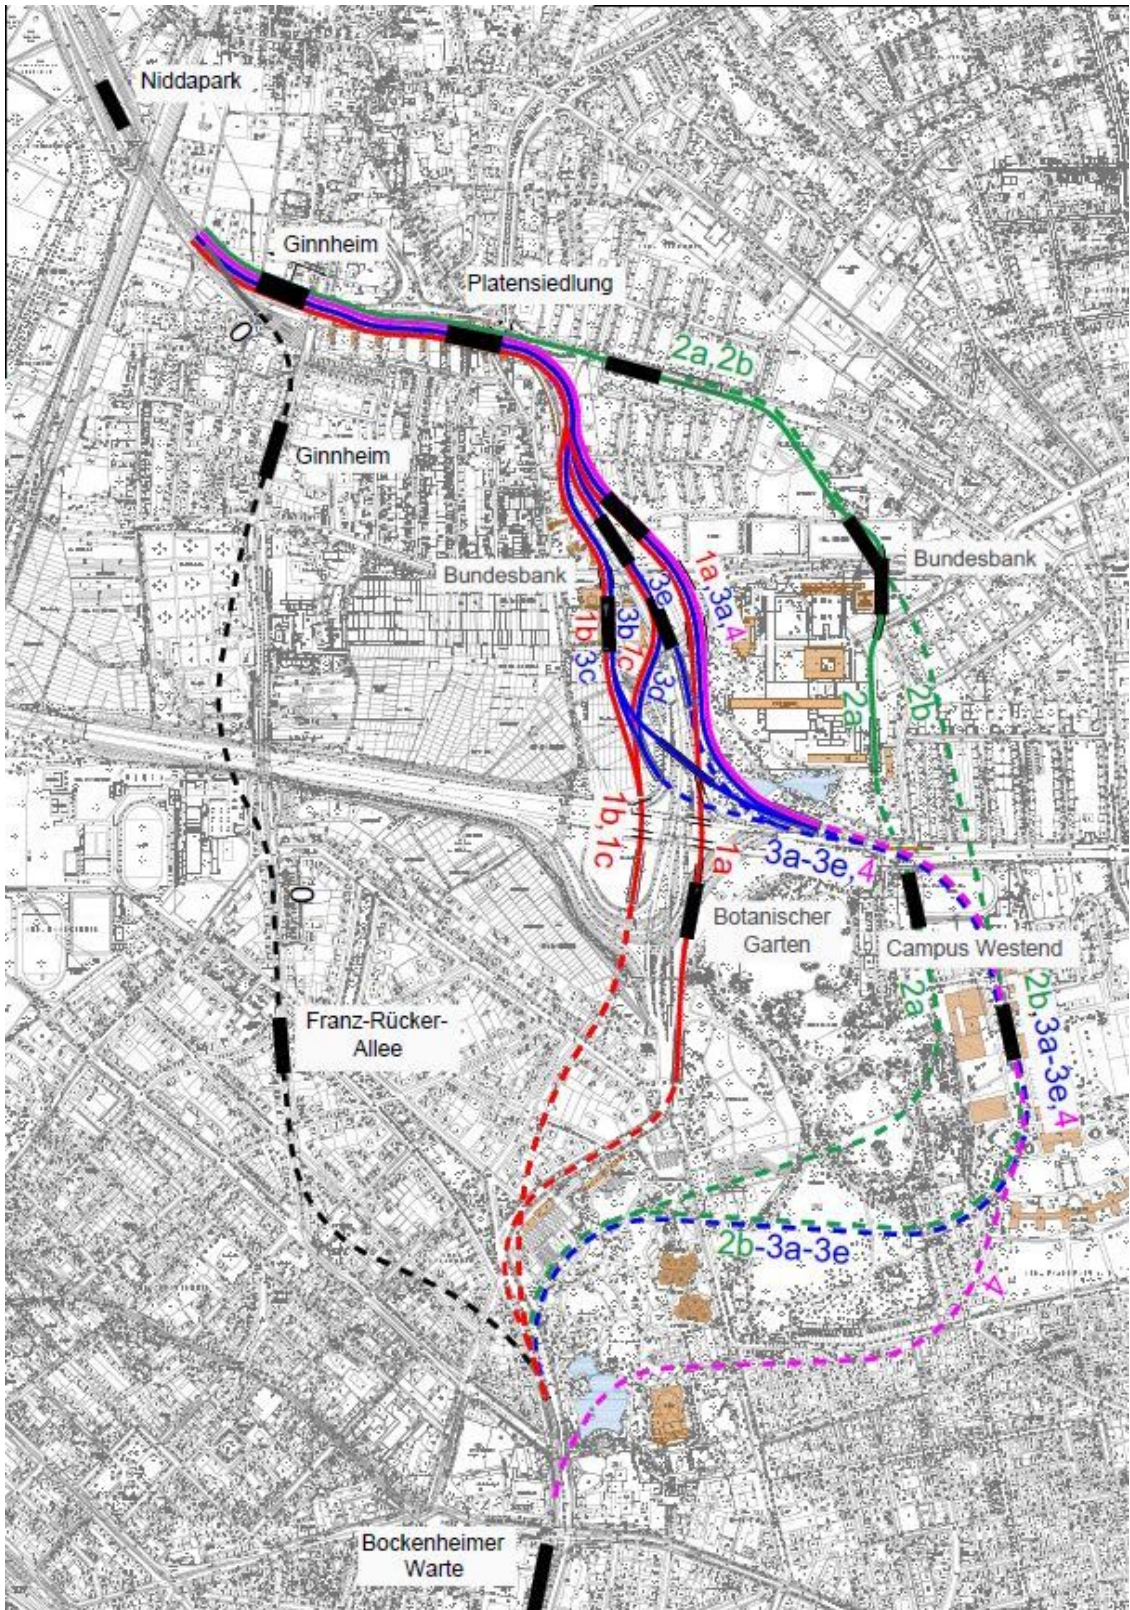 Niddapark
Ginnheim
Platensiedlung
0
2a,2b
Ginnheim
Bundesbank
Bundesbank
1a,3a,4
3e
3b,1c
1b,3c
3d
2a
2b
1b,1c
1a
3a-3e,4
0
Botanischer
Garten
Campus Westend
2a
2b,3a-3e,4
Franz-Rücker-
Allee
2b-3a-3e
4
Bockenheimer
Warte